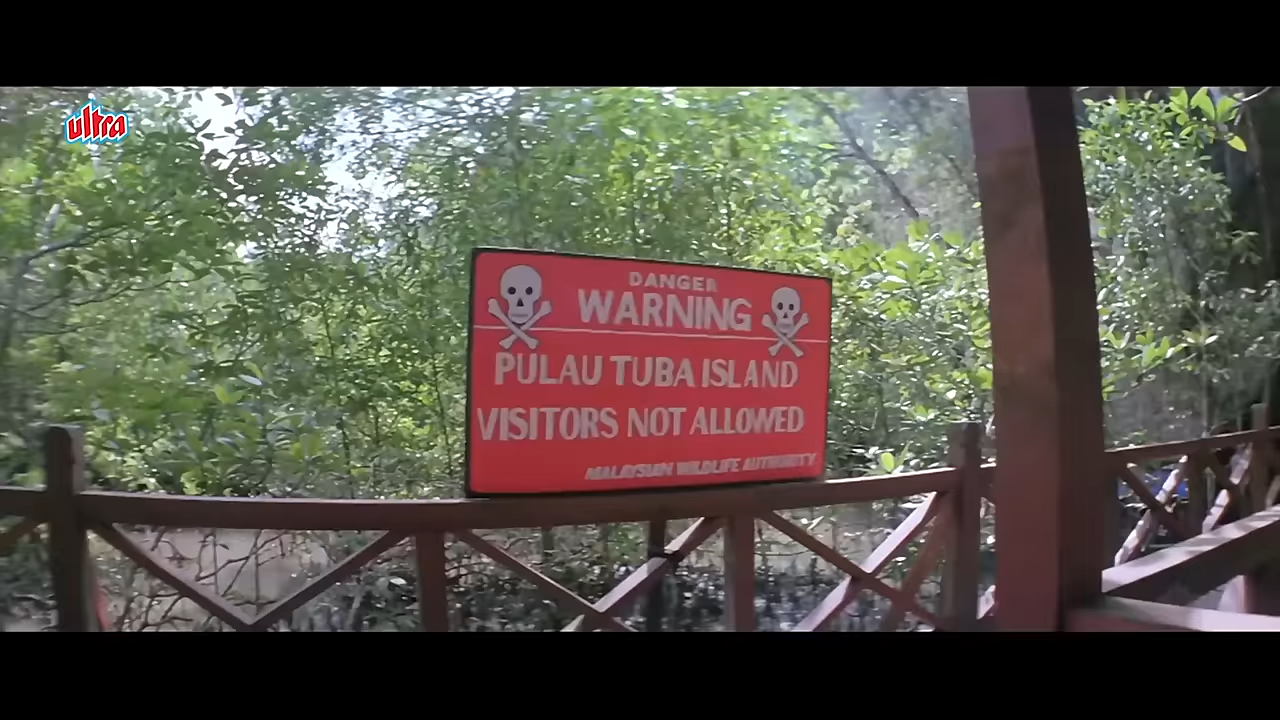 ultra
DANGER
WARNING
PULAU TUBA ISLAND
VISITORS NOT ALLOWED
MALAYSIAN WILDLIFE AUTHORITY